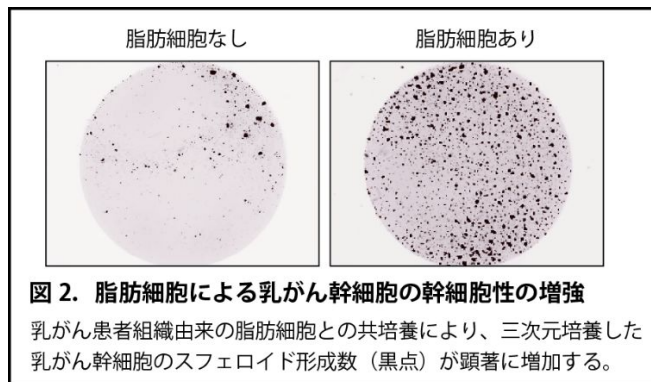 脂肪細胞なし
脂肪細胞あり
図 2. 脂肪細胞による乳がん幹細胞の幹細胞性の増強
乳がん患者組織由来の脂肪細胞との共培養により、三次元培養した
乳がん幹細胞のスフェロイド形成数（黒点）が顕著に増加する。